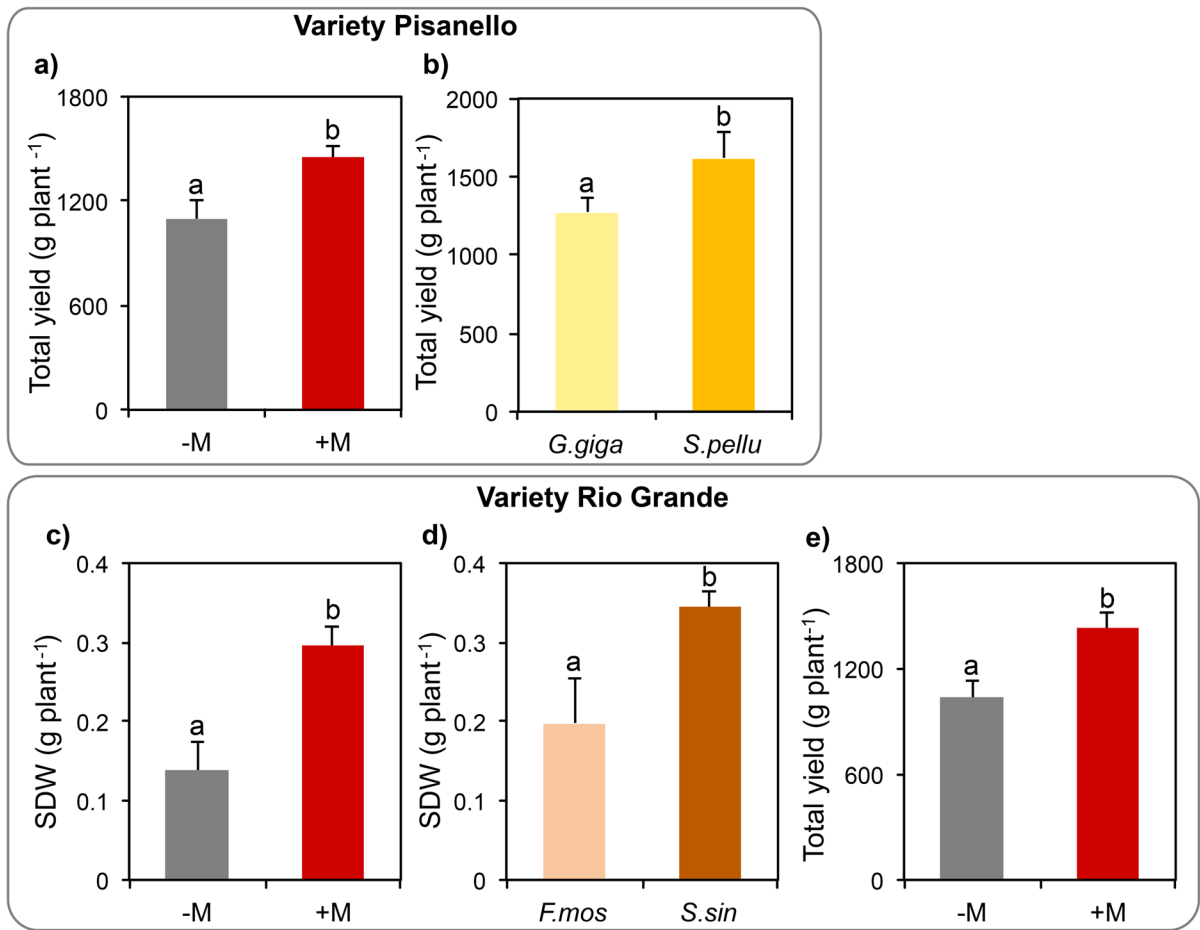 Variety Pisanello
a)
Total yield (g plant ⁻¹)
1800
1200
600
0
a
b
-M
+M
b)
Total yield (g plant ⁻¹)
2000
1500
1000
500
0
a
b
G.giga
S.pellu
Variety Rio Grande
c)
SDW (g plant⁻¹)
0.4
0.3
0.2
0.1
0
a
b
-M
+M
d)
SDW (g plant⁻¹)
0.4
0.3
0.2
0.1
0
a
b
F.mos
S.sin
e)
Total yield (g plant⁻¹)
1800
1200
600
0
a
b
-M
+M